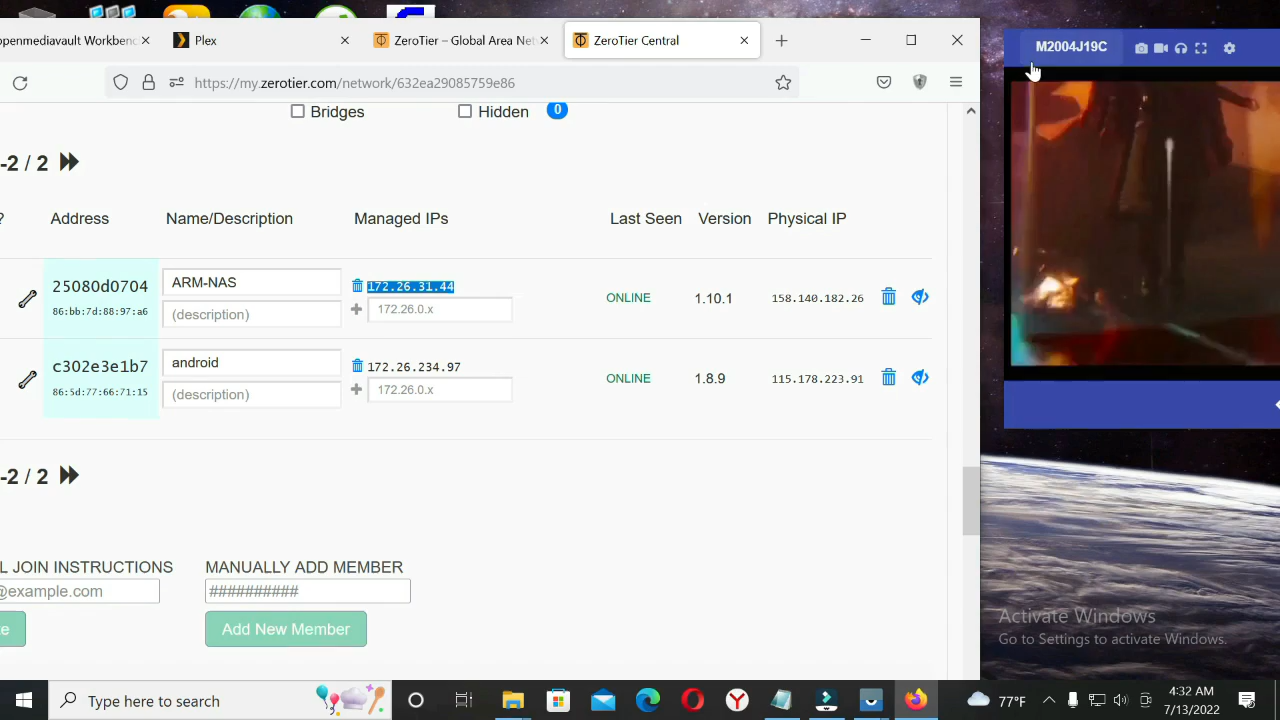 openmediavault Workbenc
Plex
ZeroTier – Global Area Net
ZeroTier Central
M2004J19C
https://my.zerotier.com/network/632ea29085759e86
Bridges
Hidden
0
-2 / 2
?
Address
Name/Description
Managed IPs
Last Seen
Version
Physical IP
25080d0704
86:bb:7d:88:97:a6
ARM-NAS
(description)
172.26.31.44
172.26.0.x
ONLINE
1.10.1
158.140.182.26
c302e3e1b7
86:5d:77:66:71:15
android
(description)
172.26.234.97
172.26.0.x
ONLINE
1.8.9
115.178.223.91
-2 / 2
L JOIN INSTRUCTIONS
MANUALLY ADD MEMBER
@example.com
##########
te
Add New Member
Activate Windows
Go to Settings to activate Windows.
Type here to search
77°F
4:32 AM
7/13/2022